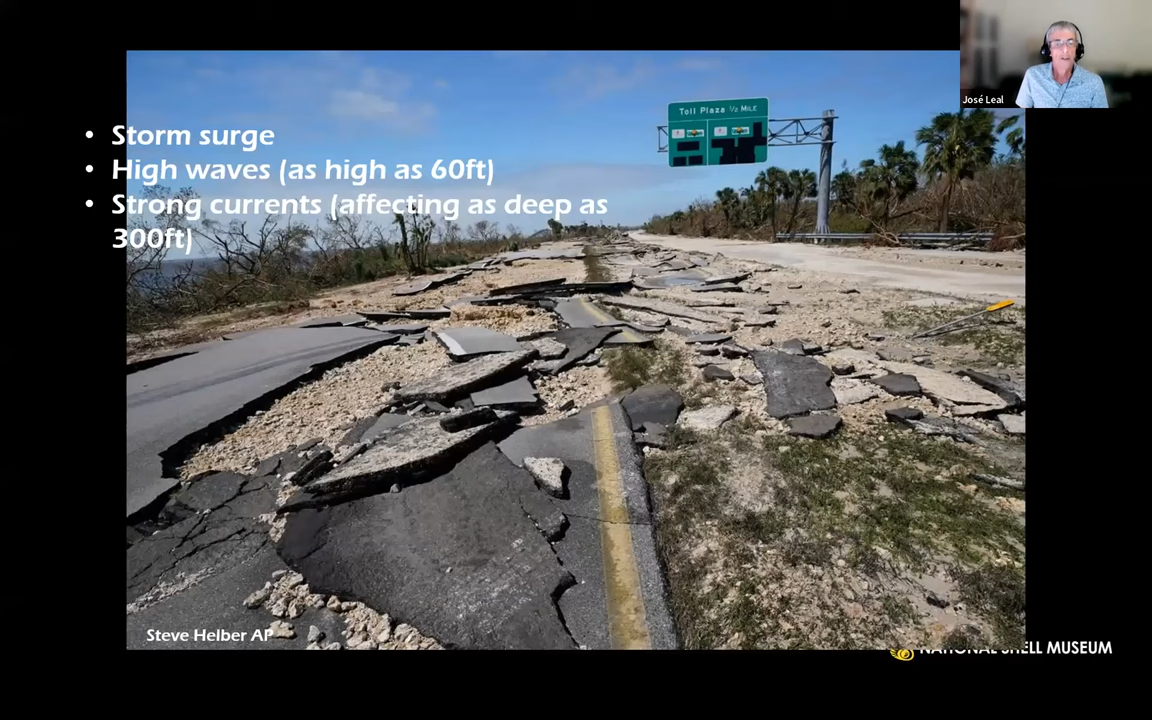 José Leal
Toll Plaza ½ MILE
• Storm surge
• High waves (as high as 60ft)
• Strong currents (affecting as deep as
300ft)
Steve Helber AP
NATIONAL SHELL MUSEUM